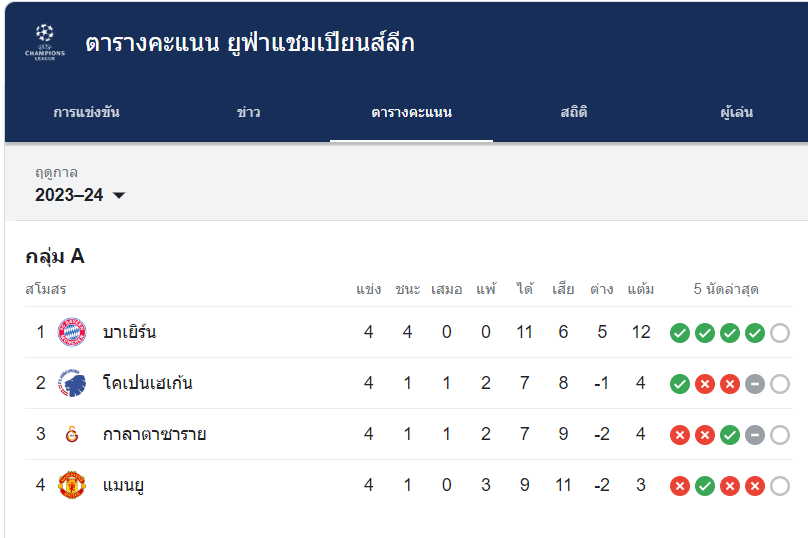 CHAMPIONS
LEAGUE
ตารางคะแนน ยูฟ่าแชมเปียนส์ลีก
การแข่งขัน ข่าว ตารางคะแนน สถิติ ผู้เล่น
ฤดูกาล
2023–24
กลุ่ม A
สโมสร แข่ง ชนะ เสมอ แพ้ ได้ เสีย ต่าง แต้ม 5 นัดล่าสุด
1 บาเยิร์น 4 4 0 0 11 6 5 12
2 โคเปนเฮเก้น 4 1 1 2 7 8 -1 4
3 กาลาตาซาราย 4 1 1 2 7 9 -2 4
4 แมนยู 4 1 0 3 9 11 -2 3